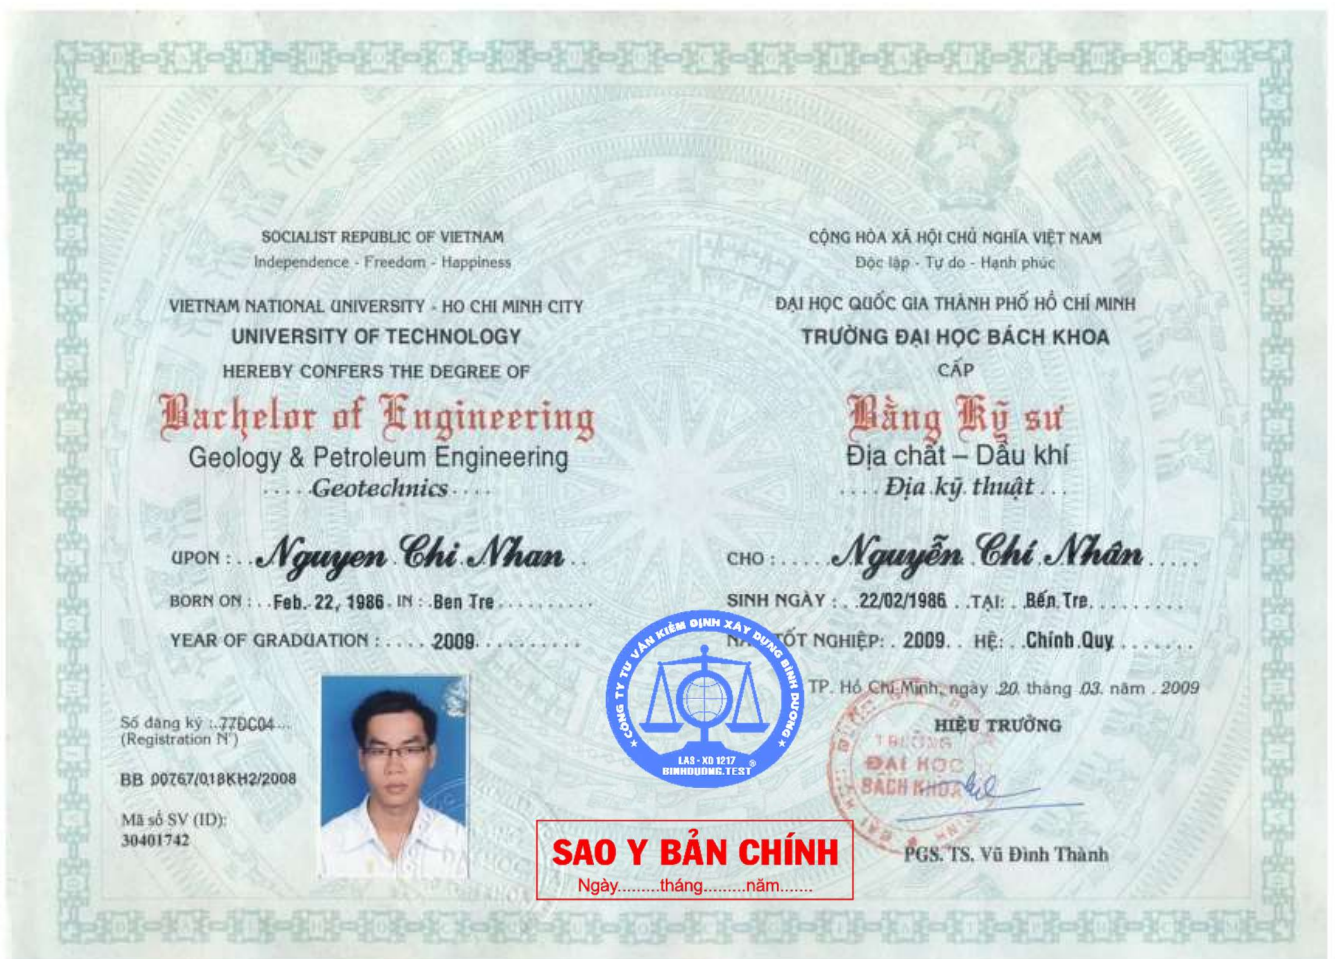 SOCIALIST REPUBLIC OF VIETNAM
Independence - Freedom - Happiness
VIETNAM NATIONAL UNIVERSITY - HO CHI MINH CITY
UNIVERSITY OF TECHNOLOGY
HEREBY CONFERS THE DEGREE OF
Bachelor of Engineering
Geology & Petroleum Engineering
....Geotechnics....
UPON : ..Nguyen Chi Nhan..
BORN ON : ..Feb. 22, 1986. IN : .Ben Tre..........
YEAR OF GRADUATION : ..... 2009..........
Số đăng ký :.77ĐC04....
(Registration N°)
BB 00767/0.18KH2/2008
Mã số SV (ID):
30401742
CỘNG HÒA XÃ HỘI CHỦ NGHĨA VIỆT NAM
Độc lập - Tự do - Hạnh phúc
ĐẠI HỌC QUỐC GIA THÀNH PHỐ HỒ CHÍ MINH
TRƯỜNG ĐẠI HỌC BÁCH KHOA
CẤP
Bằng Kỹ sư
Địa chất – Dầu khí
....Địa kỹ thuật...
CHO : .....Nguyễn Chí Nhân.....
SINH NGÀY : ..22/02/1986...TẠI: ..Bến Tre.........
TỐT NGHIỆP: . 2009. . HỆ: . .Chính Quy........
TP. Hồ Chí Minh, ngày .20. tháng .03. năm . 2009
HIỆU TRƯỞNG
TRƯỜNG
ĐẠI HỌC
BÁCH KHOA
PGS. TS. Vũ Đình Thành
CÔNG TY TƯ VẤN KIỂM ĐỊNH XÂY DỰNG BÌNH DƯƠNG
LAS - XD 1217
BINHDUONG.TEST®
SAO Y BẢN CHÍNH
Ngày.........tháng.........năm.......